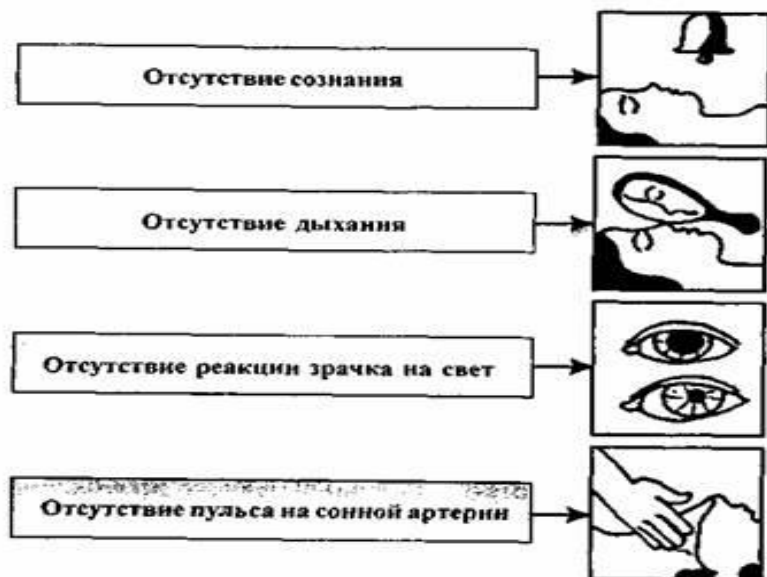 Отсутствие сознания
Отсутствие дыхания
Отсутствие реакции зрачка на свет
Отсутствие пульса на сонной артерии